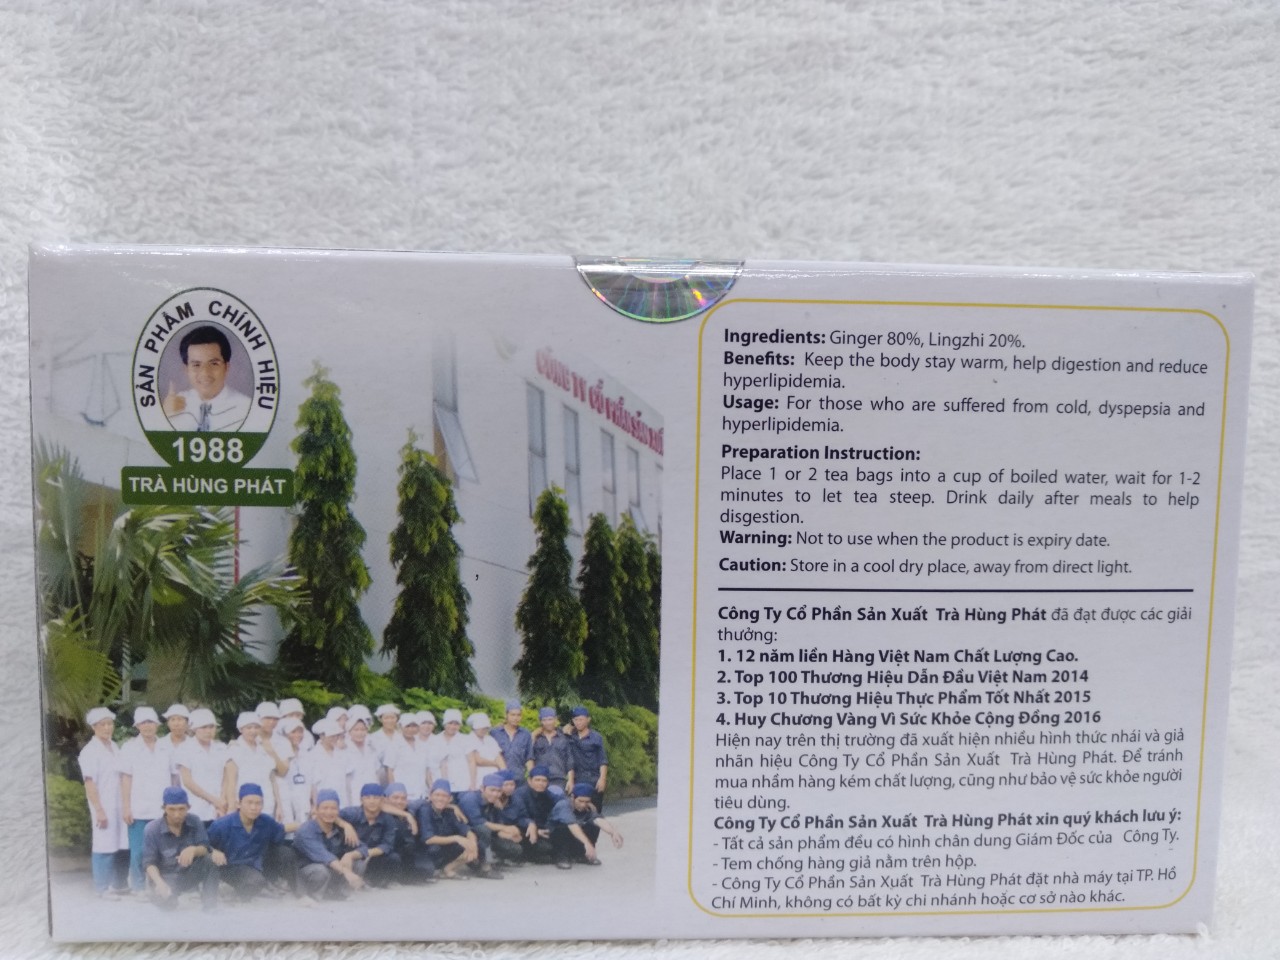 SẢN PHẨM CHÍNH HIỆU
1988
TRÀ HÙNG PHÁT
CÔNG TY CỔ PHẦN SẢN XUẤT
Ingredients: Ginger 80%, Lingzhi 20%.
Benefits: Keep the body stay warm, help digestion and reduce
hyperlipidemia.
Usage: For those who are suffered from cold, dyspepsia and
hyperlipidemia.
Preparation Instruction:
Place 1 or 2 tea bags into a cup of boiled water, wait for 1-2
minutes to let tea steep. Drink daily after meals to help
disgestion.
Warning: Not to use when the product is expiry date.
Caution: Store in a cool dry place, away from direct light.
Công Ty Cổ Phần Sản Xuất Trà Hùng Phát đã đạt được các giải
thưởng:
1. 12 năm liền Hàng Việt Nam Chất Lượng Cao.
2. Top 100 Thương Hiệu Dẫn Đầu Việt Nam 2014
3. Top 10 Thương Hiệu Thực Phẩm Tốt Nhất 2015
4. Huy Chương Vàng Vì Sức Khỏe Cộng Đồng 2016
Hiện nay trên thị trường đã xuất hiện nhiều hình thức nhái và giả
nhãn hiệu Công Ty Cổ Phần Sản Xuất Trà Hùng Phát. Để tránh
mua nhầm hàng kém chất lượng, cũng như bảo vệ sức khỏe người
tiêu dùng.
Công Ty Cổ Phần Sản Xuất Trà Hùng Phát xin quý khách lưu ý:
- Tất cả sản phẩm đều có hình chân dung Giám Đốc của Công Ty.
- Tem chống hàng giả nằm trên hộp.
- Công Ty Cổ Phần Sản Xuất Trà Hùng Phát đặt nhà máy tại TP. Hồ
Chí Minh, không có bất kỳ chi nhánh hoặc cơ sở nào khác.